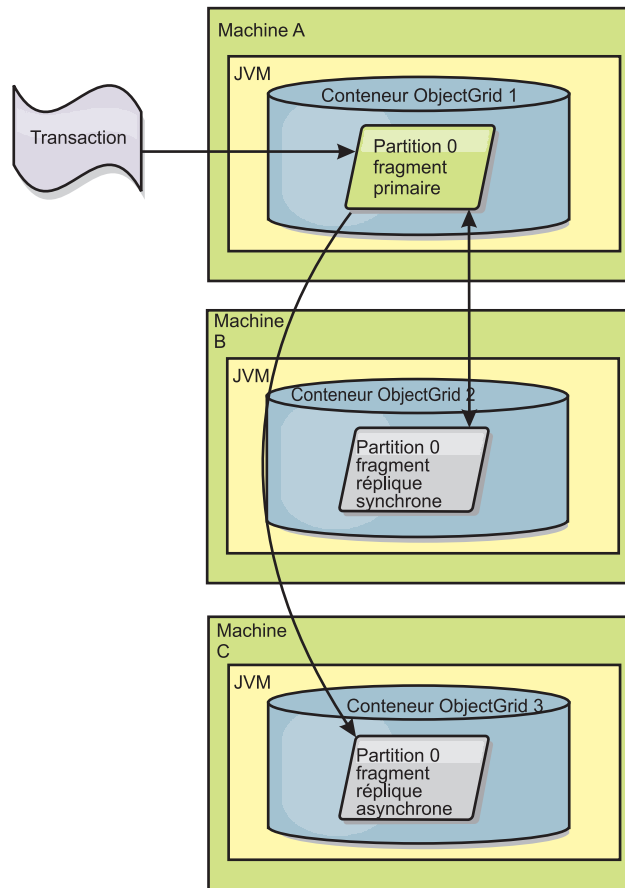 Machine A
JVM
Conteneur ObjectGrid 1
Transaction
Partition 0
fragment
primaire
Machine
B
JVM
Conteneur ObjectGrid 2
Partition 0
fragment
réplique
synchrone
Machine
C
JVM
Conteneur ObjectGrid 3
Partition 0
fragment
réplique
asynchrone